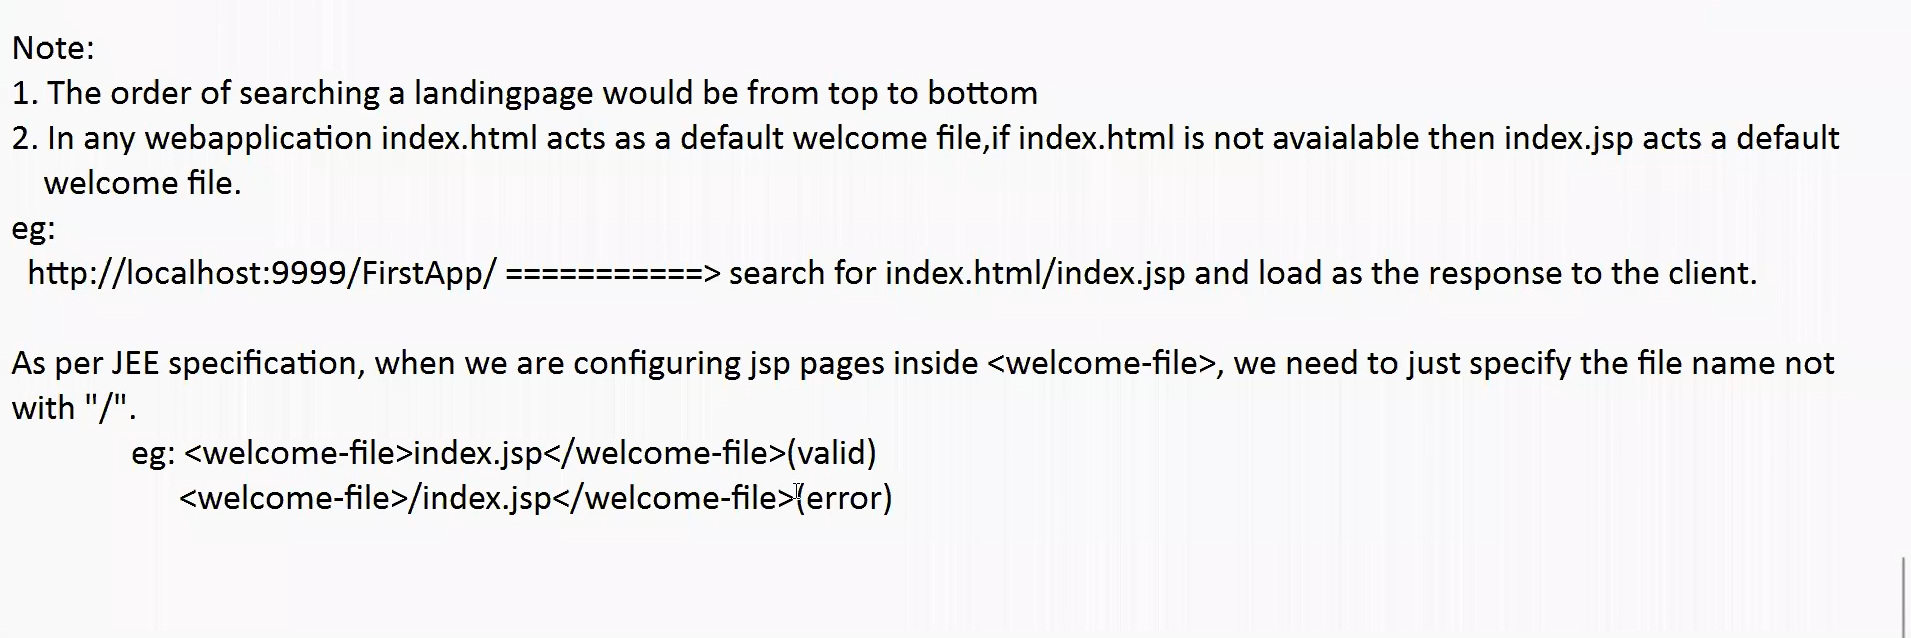 Note:
1. The order of searching a landingpage would be from top to bottom
2. In any webapplication index.html acts as a default welcome file,if index.html is not avaialable then index.jsp acts a default
welcome file.
eg:
http://localhost:9999/FirstApp/ ===========> search for index.html/index.jsp and load as the response to the client.
As per JEE specification, when we are configuring jsp pages inside <welcome-file>, we need to just specify the file name not
with "/".
eg: <welcome-file>index.jsp</welcome-file>(valid)
<welcome-file>/index.jsp</welcome-file>(error)